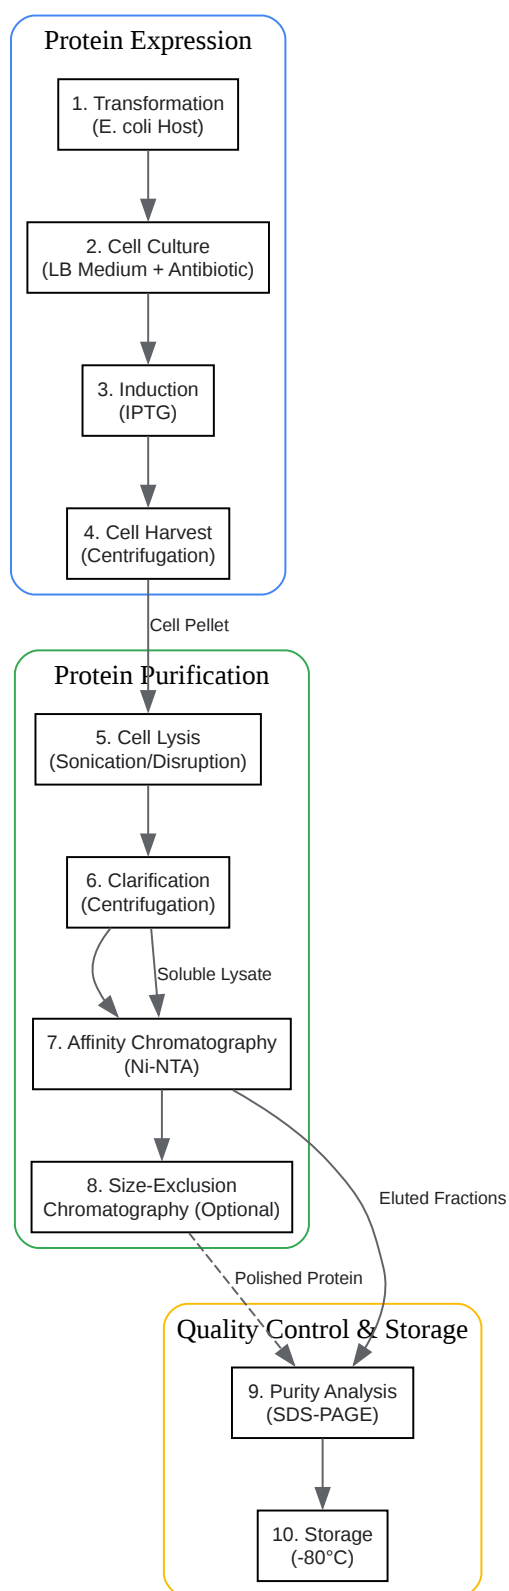 Protein Expression
1. Transformation
(E. coli Host)
2. Cell Culture
(LB Medium + Antibiotic)
3. Induction
(IPTG)
4. Cell Harvest
(Centrifugation)
Cell Pellet
Protein Purification
5. Cell Lysis
(Sonication/Disruption)
6. Clarification
(Centrifugation)
Soluble Lysate
7. Affinity Chromatography
(Ni-NTA)
8. Size-Exclusion
Chromatography (Optional)
Eluted Fractions
Polished Protein
Quality Control & Storage
9. Purity Analysis
(SDS-PAGE)
10. Storage
(-80°C)